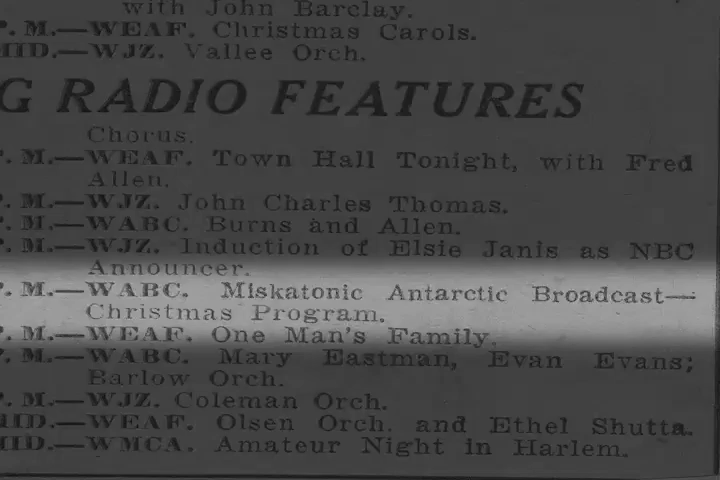 with John Barclay.
P. M.—WEAF. Christmas Carols.
MID.—WJZ. Vallee Orch.
G RADIO FEATURES
Chorus.
P. M.—WEAF. Town Hall Tonight, with Fred
Allen.
P. M.—WJZ. John Charles Thomas.
P. M.—WABC. Burns and Allen.
P. M.—WJZ. Induction of Elsie Janis as NBC
Announcer.
P. M.—WABC. Miskatonic Antarctic Broadcast—
Christmas Program.
P. M.—WEAF. One Man's Family.
P. M.—WABC. Mary Eastman, Evan Evans;
Barlow Orch.
P. M.—WJZ. Coleman Orch.
MID.—WEAF. Olsen Orch. and Ethel Shutta.
MID.—WMCA. Amateur Night in Harlem.